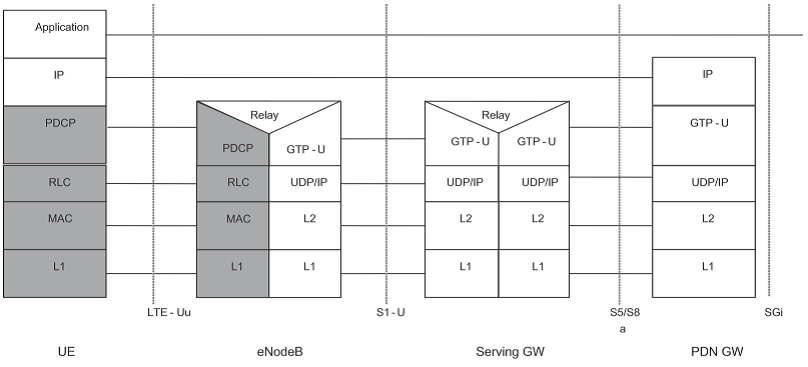 Application
IP
IP
Relay
Relay
PDCP
GTP - U
PDCP
GTP - U
GTP - U
GTP - U
RLC
RLC
UDP/IP
UDP/IP
UDP/IP
UDP/IP
MAC
MAC
L2
L2
L2
L2
L1
L1
L1
L1
L1
L1
LTE - Uu
S1 - U
S5/S8
a
SGi
UE
eNodeB
Serving GW
PDN GW